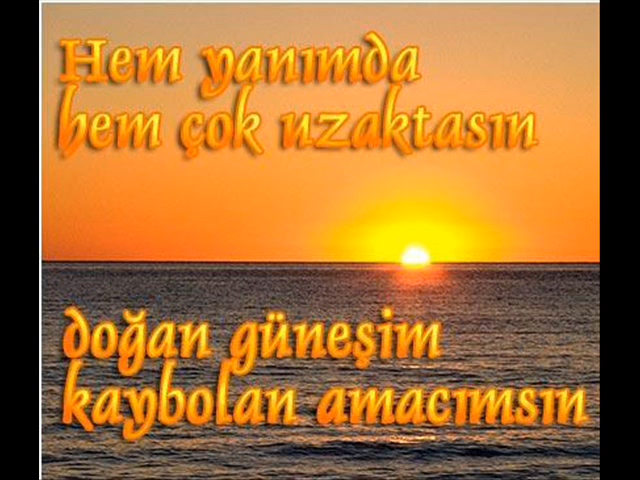 Hem yanımda
hem çok uzaktasın
doğan güneşim
kaybolan amacımsın